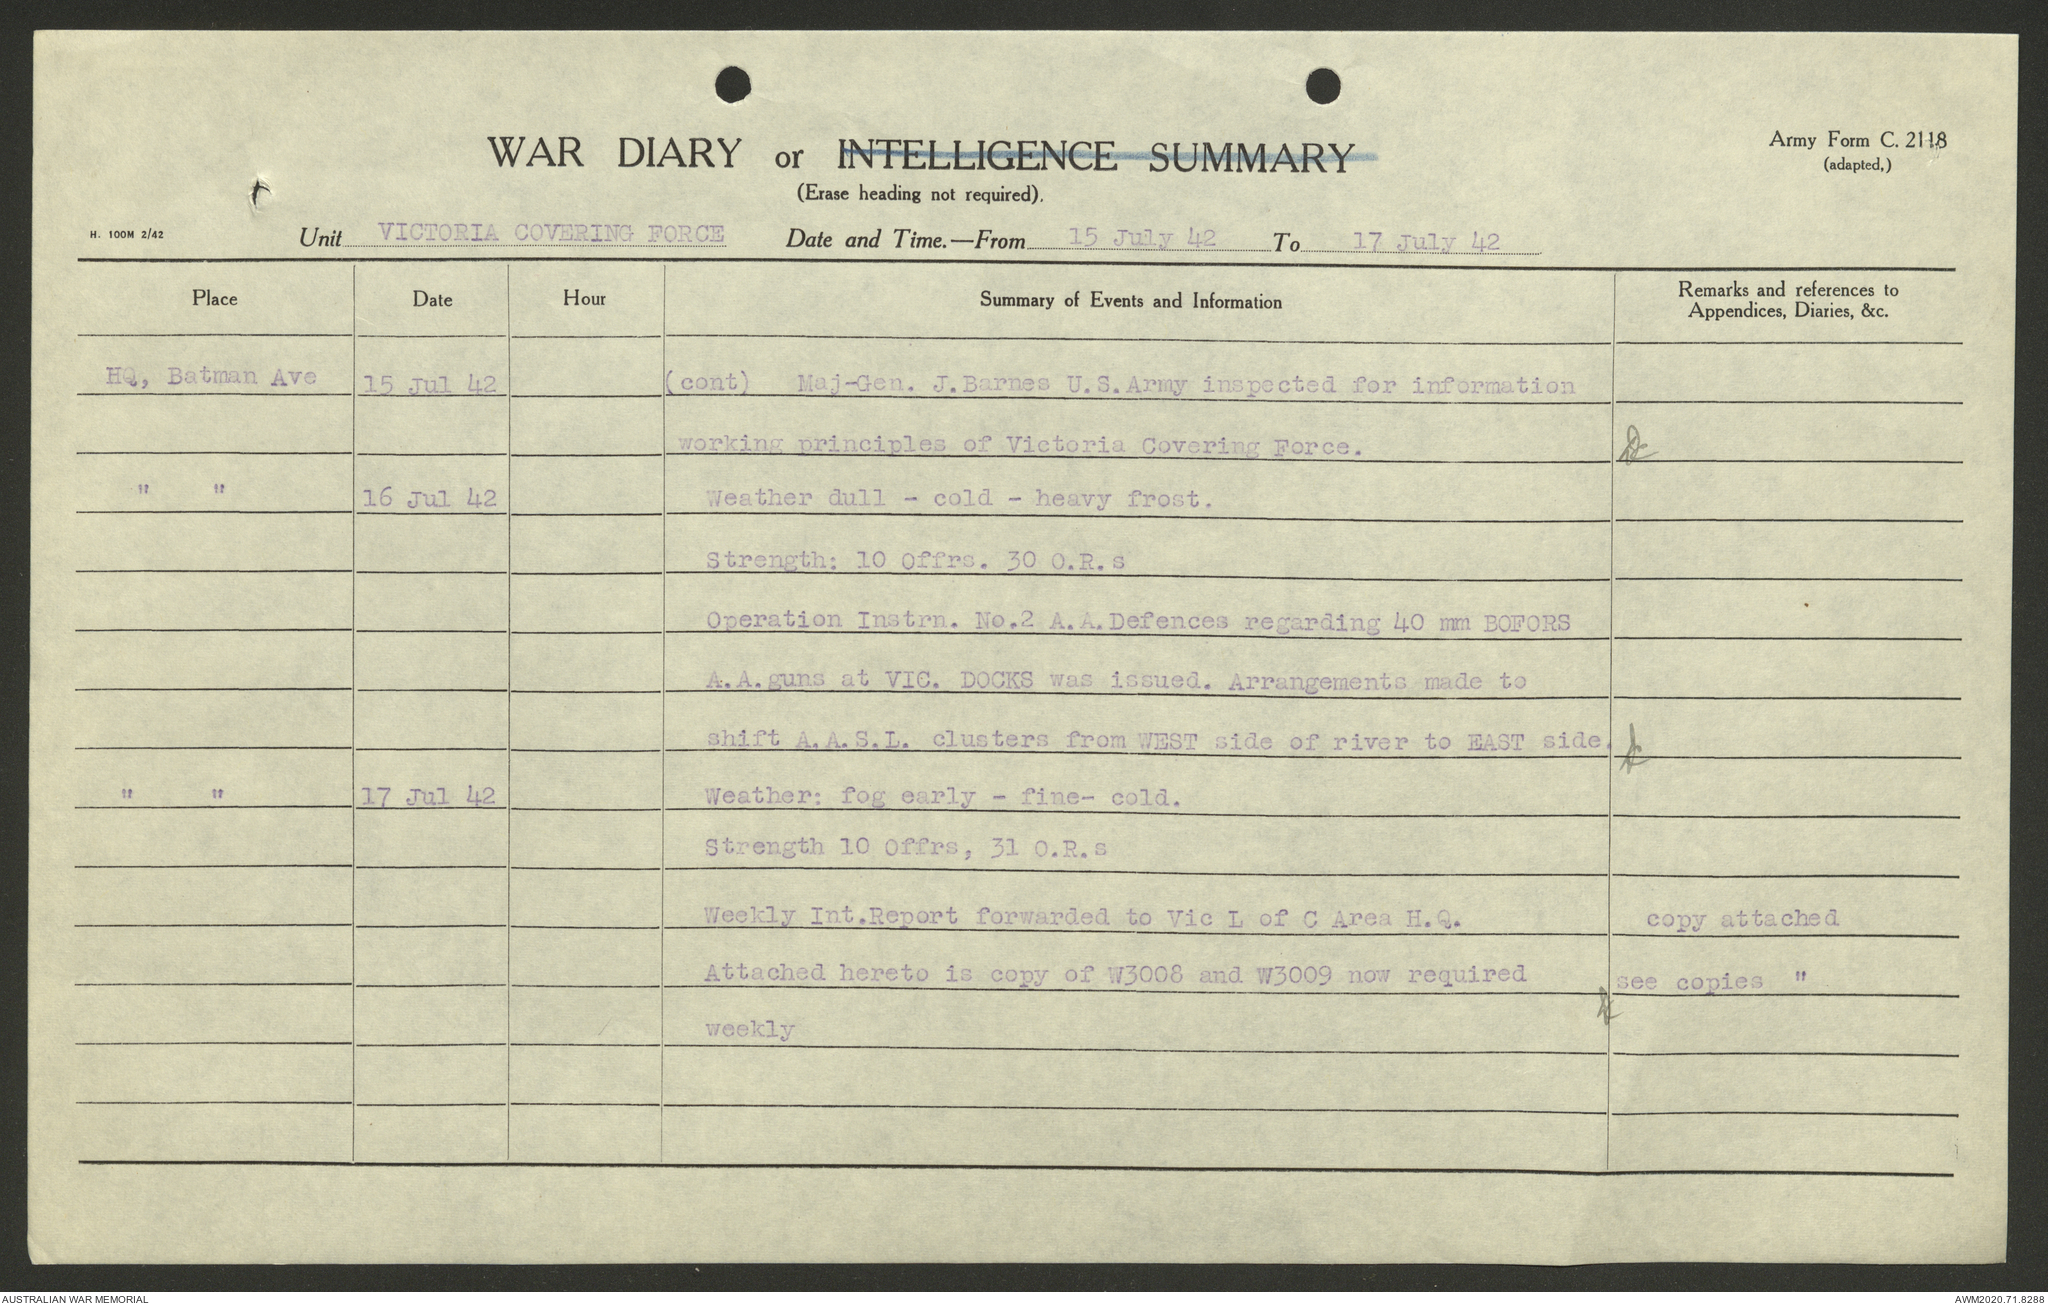 WAR DIARY or INTELLIGENCE SUMMARY
(Erase heading not required).
Army Form C. 2118
(adapted,)
H. 100M 2/42
Unit VICTORIA COVERING FORCE Date and Time.—From 15 July 42 To 17 July 42
Place Date Hour Summary of Events and Information Remarks and references to
Appendices, Diaries, &c.
HQ, Batman Ave 15 Jul 42 (cont) Maj-Gen. J.Barnes U.S.Army inspected for information
working principles of Victoria Covering Force.
" " 16 Jul 42 Weather dull - cold - heavy frost.
Strength: 10 Offrs. 30 O.R.s
Operation Instrn. No.2 A.A.Defences regarding 40 mm BOFORS
A.A.guns at VIC. DOCKS was issued. Arrangements made to
shift A.A.S.L. clusters from WEST side of river to EAST side.
" " 17 Jul 42 Weather: fog early - fine- cold.
Strength 10 Offrs, 31 O.R.s
Weekly Int.Report forwarded to Vic L of C Area H.Q. copy attached
Attached hereto is copy of W3008 and W3009 now required see copies "
weekly
AUSTRALIAN WAR MEMORIAL
AWM2020.71.8288